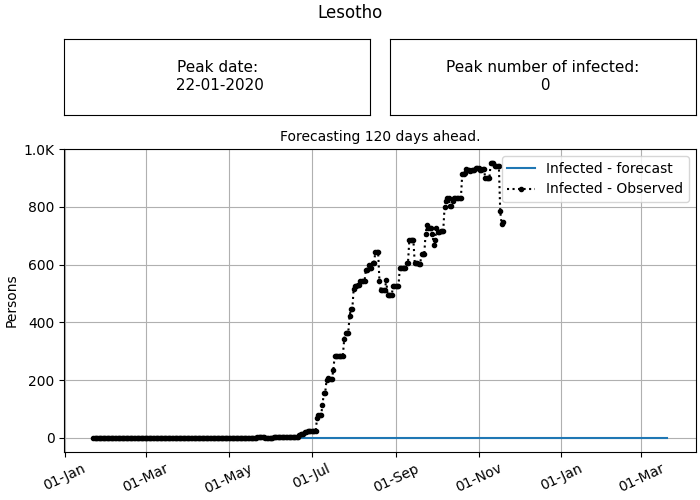 Lesotho
Peak date:
22-01-2020
Peak number of infected:
0
Forecasting 120 days ahead.
1.0K
800
600
400
200
0
Persons
Infected - forecast
Infected - Observed
01-Jan
01-Mar
01-May
01-Jul
01-Sep
01-Nov
01-Jan
01-Mar